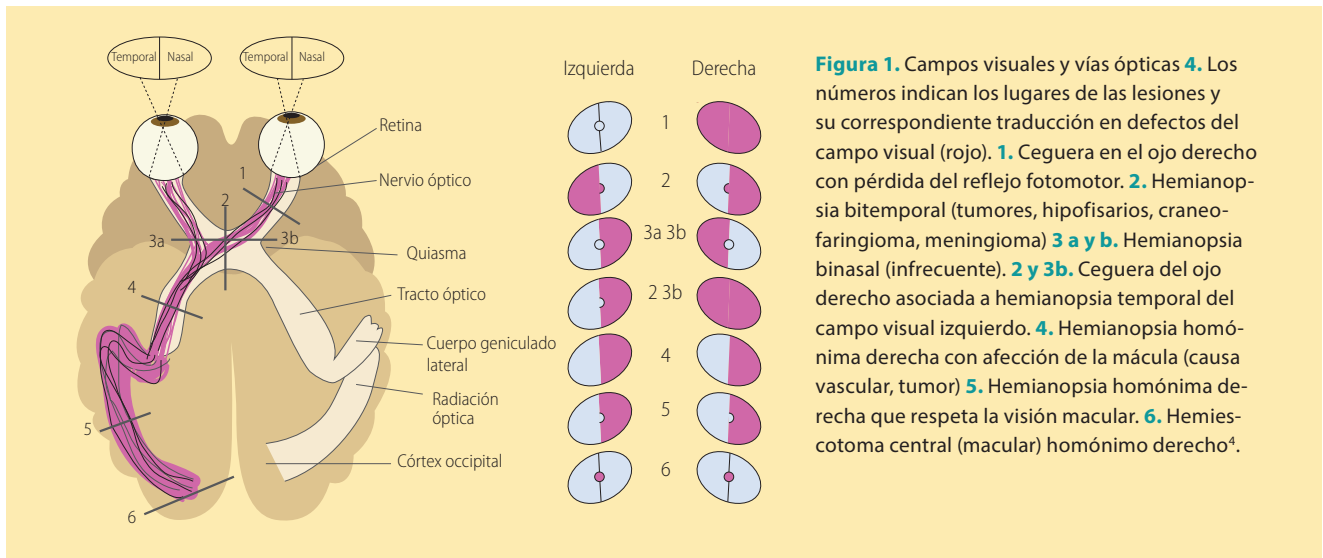 Temporal Nasal
Temporal Nasal
Retina
Nervio óptico
Quiasma
Tracto óptico
Cuerpo geniculado
lateral
Radiación
óptica
Córtex occipital
1
2
3a
3b
4
5
6
Izquierda
Derecha
1
2
3a 3b
2 3b
4
5
6
Figura 1. Campos visuales y vías ópticas 4. Los
números indican los lugares de las lesiones y
su correspondiente traducción en defectos del
campo visual (rojo). 1. Ceguera en el ojo derecho
con pérdida del reflejo fotomotor. 2. Hemianop-
sia bitemporal (tumores, hipofisarios, craneo-
faringioma, meningioma) 3 a y b. Hemianopsia
binasal (infrecuente). 2 y 3b. Ceguera del ojo
derecho asociada a hemianopsia temporal del
campo visual izquierdo. 4. Hemianopsia homó-
nima derecha con afección de la mácula (causa
vascular, tumor) 5. Hemianopsia homónima de-
recha que respeta la visión macular. 6. Hemies-
cotoma central (macular) homónimo derecho⁴.